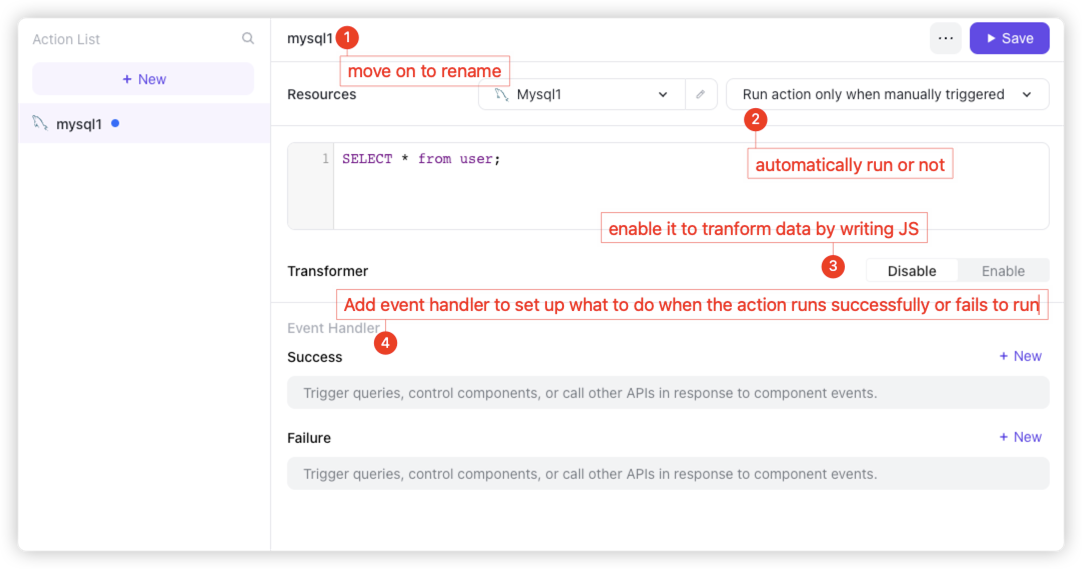 Action List
mysql1 1
... Save
+ New
move on to rename
Resources
Mysql1
Run action only when manually triggered
mysql1
2
automatically run or not
1 SELECT * from user;
enable it to tranform data by writing JS
3
Transformer
Disable Enable
Add event handler to set up what to do when the action runs successfully or fails to run
Event Handler
4
Success
+ New
Trigger queries, control components, or call other APIs in response to component events.
Failure
+ New
Trigger queries, control components, or call other APIs in response to component events.